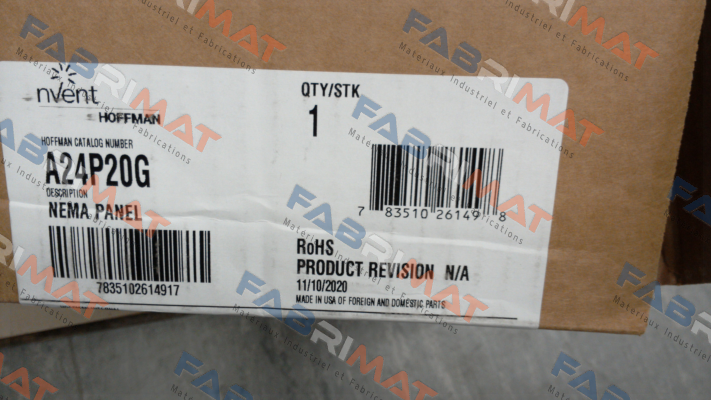 nvent
HOFFMAN
HOFFMAN CATALOG NUMBER
A24P20G
DESCRIPTION
NEMA PANEL
7835102614917
QTY/STK
1
7 83510 26149 8
RoHS
PRODUCT REVISION N/A
11/10/2020
MADE IN USA OF FOREIGN AND DOMESTIC PARTS
FABRIMAT
Materiaux Industriel et Fabrications